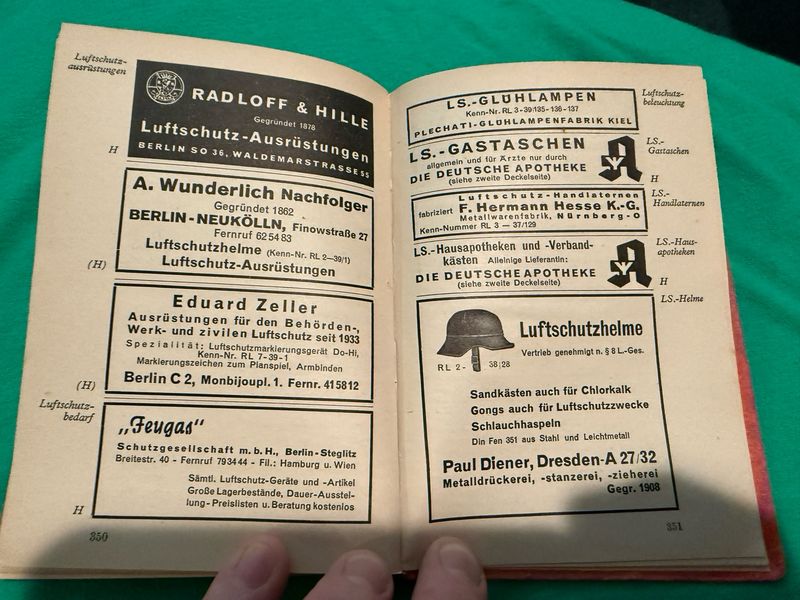 Luftschutz-
ausrüstungen
RADLOFF & HILLE
Gegründet 1878
Luftschutz-Ausrüstungen
BERLIN SO 36, WALDEMARSTRASSE 55
H
A. Wunderlich Nachfolger
Gegründet 1862
BERLIN-NEUKÖLLN, Finowstraße 27
Fernruf 62 54 83
Luftschutzhelme (Kenn-Nr. RL 2—39/1)
Luftschutz-Ausrüstungen
(H)
Eduard Zeller
Ausrüstungen für den Behörden-,
Werk- und zivilen Luftschutz seit 1933
Spezialität: Luftschutzmarkierungsgerät Do-Hi,
Kenn-Nr. RL 7-39-1
Markierungszeichen zum Planspiel, Armbinden
Berlin C 2, Monbijoupl. 1. Fernr. 41 58 12
(H)
Luftschutz-
bedarf
„Feugas“
Schutzgesellschaft m. b. H., Berlin-Steglitz
Breitestr. 40 - Fernruf 79 34 44 - Fil.: Hamburg u. Wien
Sämtl. Luftschutz-Geräte und -Artikel
Große Lagerbestände, Dauer-Ausstel-
lung - Preislisten u. Beratung kostenlos
H
350
LS.-GLÜHLAMPEN
Kenn-Nr. RL 3-39:135-136-137
PLECHATI-GLÜHLAMPENFABRIK KIEL
Luftschutz-
beleuchtung
LS.-GASTASCHEN
allgemein und für Ärzte nur durch
DIE DEUTSCHE APOTHEKE
(siehe zweite Deckelseite)
LS.-
Gastaschen
H
Luftschutz-Handlaternen
fabriziert F. Hermann Hesse K.-G.
Metallwarenfabrik, Nürnberg-O
Kenn-Nummer RL 3 — 37/129
LS.-
Handlaternen
LS.-Hausapotheken und -Verband-
kästen Alleinige Lieferantin:
DIE DEUTSCHE APOTHEKE
(siehe zweite Deckelseite)
LS.-Haus-
apotheken
H
LS.-Helme
Luftschutzhelme
Vertrieb genehmigt n. § 8 L.-Ges.
RL 2 - 38/28
Sandkästen auch für Chlorkalk
Gongs auch für Luftschutzzwecke
Schlauchhaspeln
Din Fen 351 aus Stahl und Leichtmetall
Paul Diener, Dresden-A 27/32
Metalldrückerei, -stanzerei, -zieherei
Gegr. 1908
351